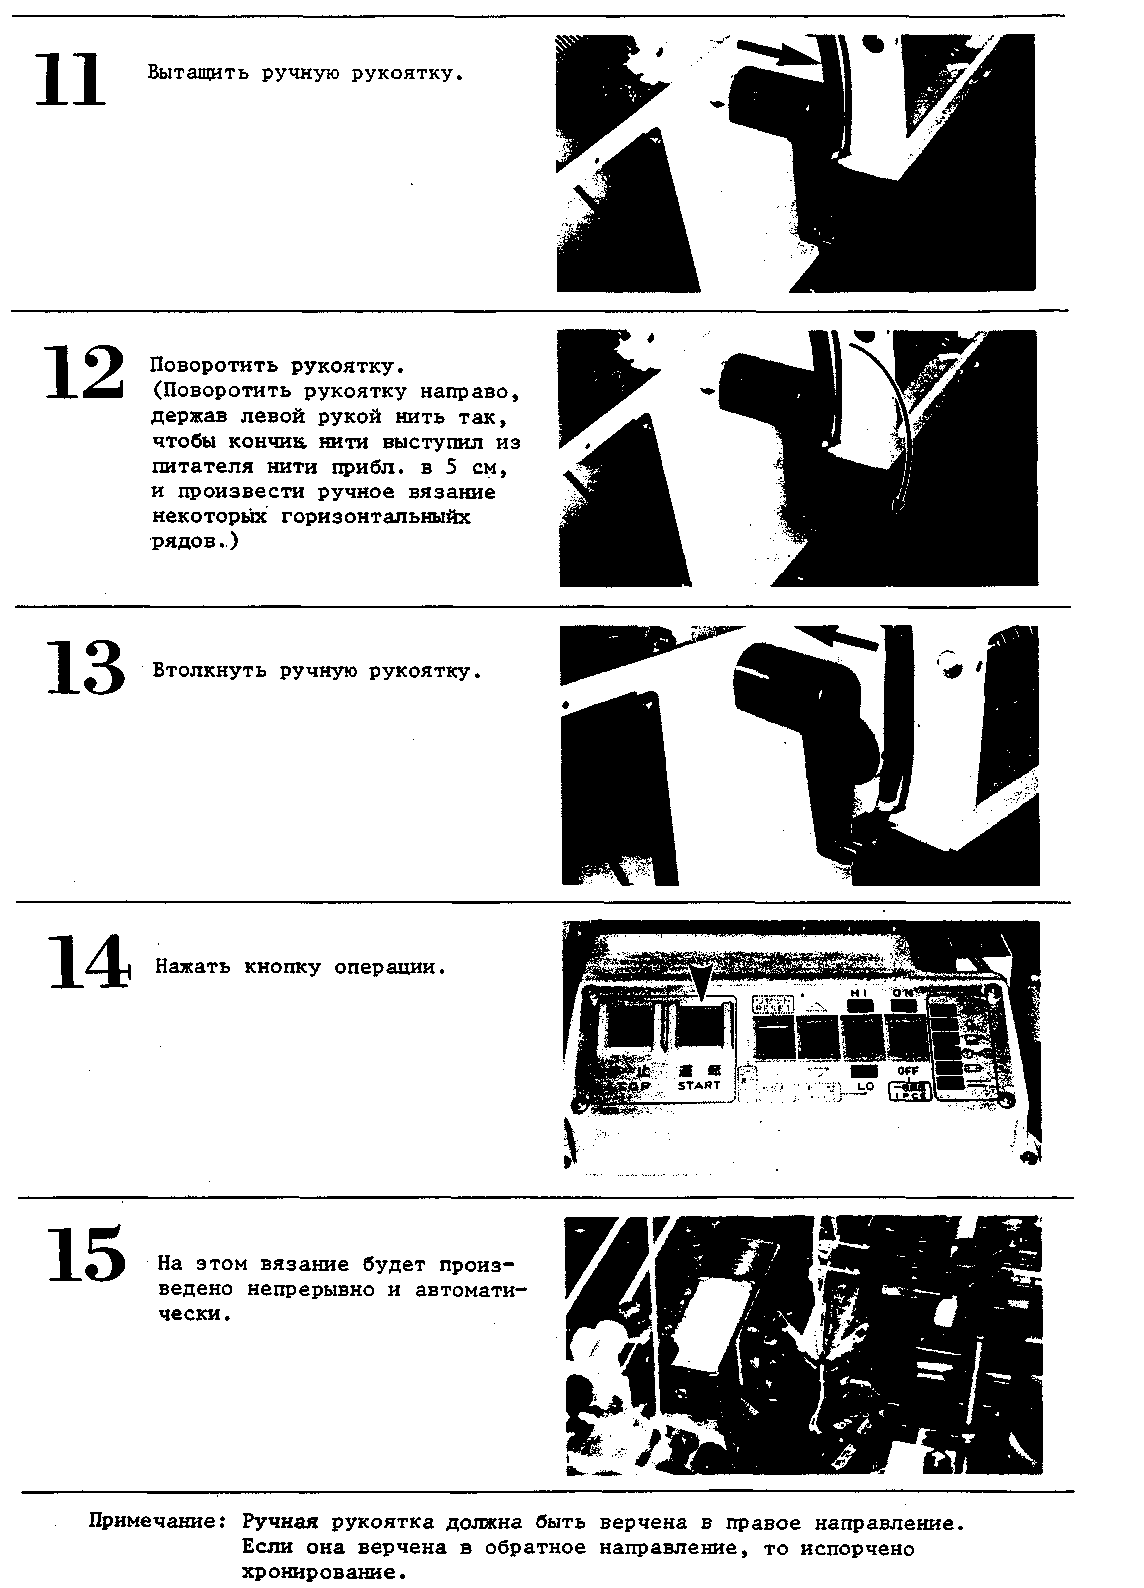 11
Вытащить ручную рукоятку.
12
Поворотить рукоятку.
(Поворотить рукоятку направо,
держав левой рукой нить так,
чтобы кончик нити выступил из
питателя нити прибл. в 5 см,
и произвести ручное вязание
некоторых горизонтальныйх
рядов.)
13
Втолкнуть ручную рукоятку.
14
Нажать кнопку операции.
HI ON
START LO OFF
15
На этом вязание будет произ-
ведено непрерывно и автомати-
чески.
Примечание: Ручная рукоятка должна быть верчена в правое направление.
Если она верчена в обратное направление, то испорчено
хронирование.